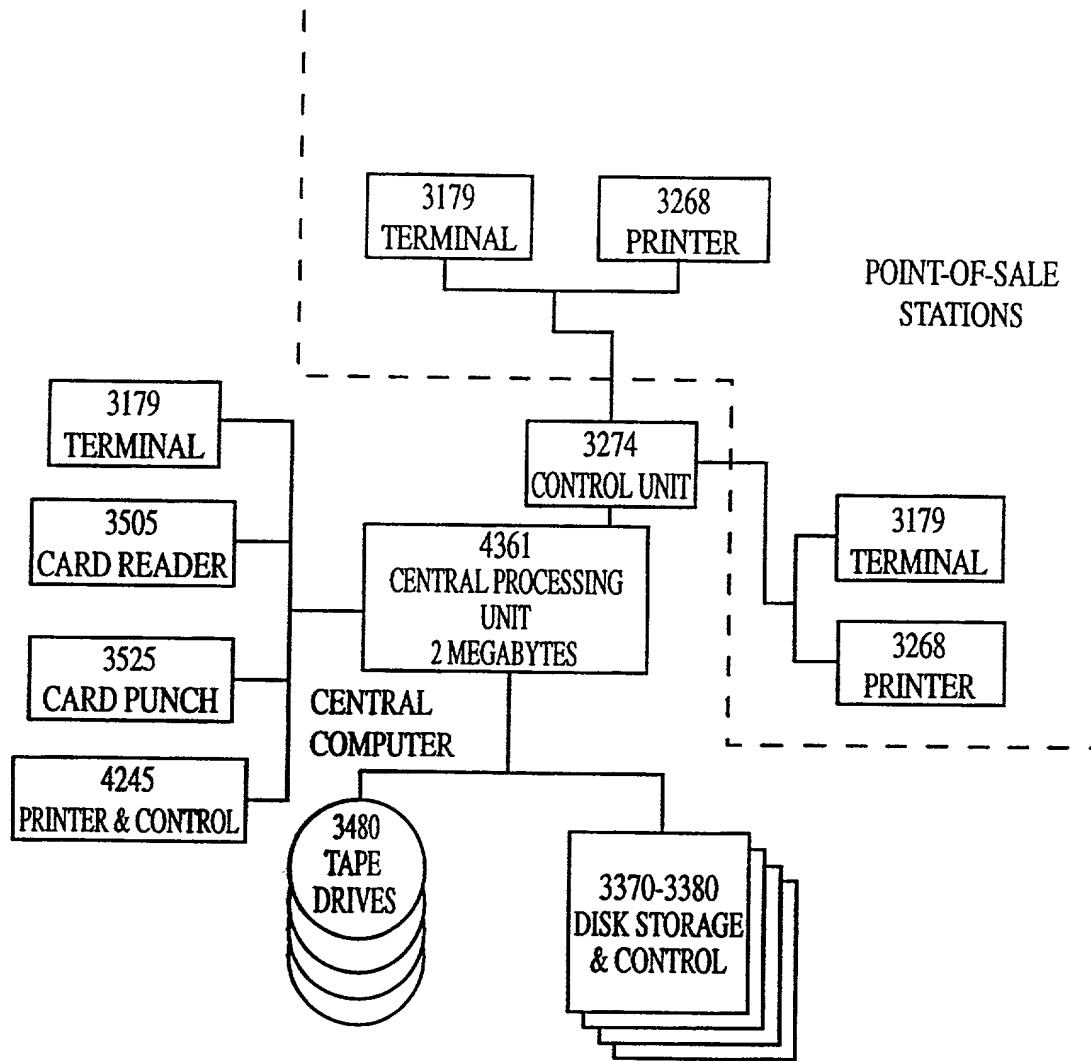 3179
TERMINAL
3268
PRINTER
POINT-OF-SALE
STATIONS
3179
TERMINAL
3274
CONTROL UNIT
3505
CARD READER
4361
CENTRAL PROCESSING
UNIT
2 MEGABYTES
3179
TERMINAL
3525
CARD PUNCH
3268
PRINTER
CENTRAL
COMPUTER
4245
PRINTER & CONTROL
3480
TAPE
DRIVES
3370-3380
DISK STORAGE
& CONTROL